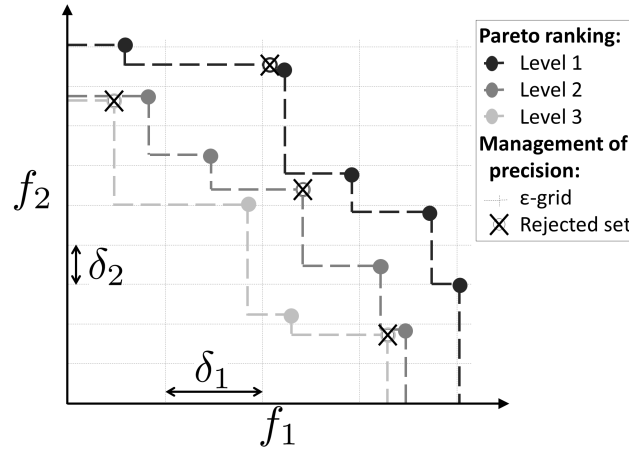 f₂
δ₂
δ₁
f₁
Pareto ranking:
Level 1
Level 2
Level 3
Management of
precision:
ε-grid
Rejected set